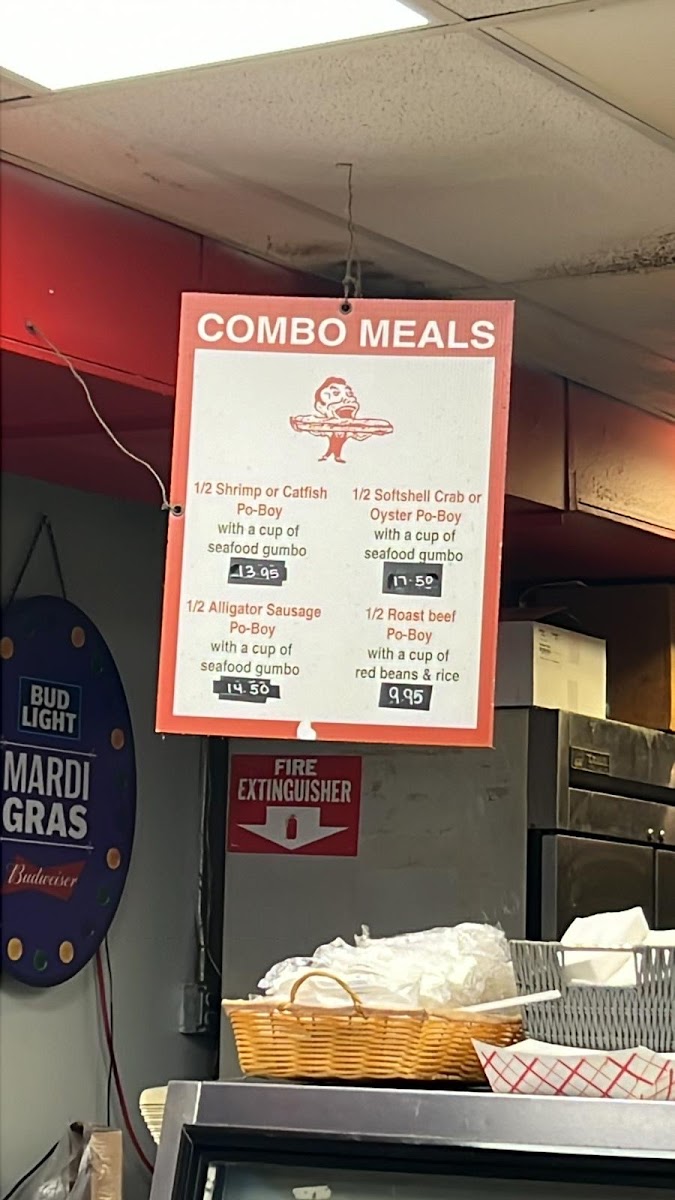 COMBO MEALS
1/2 Shrimp or Catfish
Po-Boy
with a cup of
seafood gumbo
13.95
1/2 Softshell Crab or
Oyster Po-Boy
with a cup of
seafood gumbo
17.50
1/2 Alligator Sausage
Po-Boy
with a cup of
seafood gumbo
14.50
1/2 Roast beef
Po-Boy
with a cup of
red beans & rice
9.95
BUD
LIGHT
MARDI
GRAS
Budweiser
FIRE
EXTINGUISHER